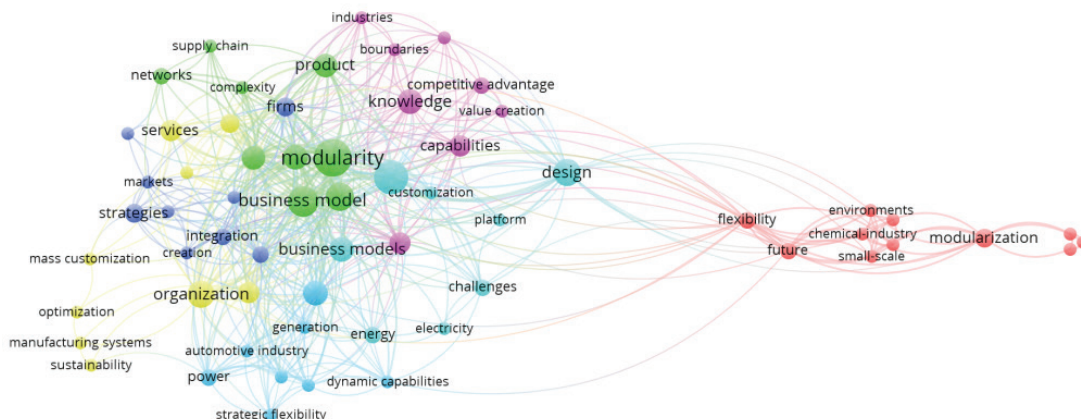 industries
supply chain
boundaries
product
networks
competitive advantage
complexity
knowledge
firms
value creation
services
capabilities
modularity
design
markets
customization
business model
strategies
platform
flexibility
environments
integration
chemical-industry
modularization
business models
future
creation
small-scale
mass customization
challenges
organization
optimization
generation
electricity
energy
manufacturing systems
automotive industry
sustainability
power
dynamic capabilities
strategic flexibility